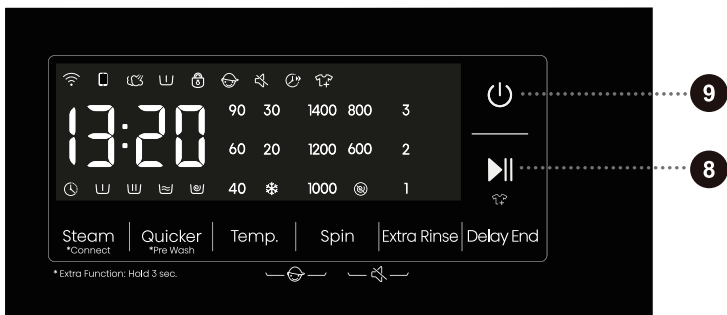 13:20
90 30 1400 800 3
60 20 1200 600 2
40 1000 1
9
8
Steam Quicker Temp. Spin Extra Rinse Delay End
*Connect *Pre Wash
* Extra Function: Hold 3 sec.